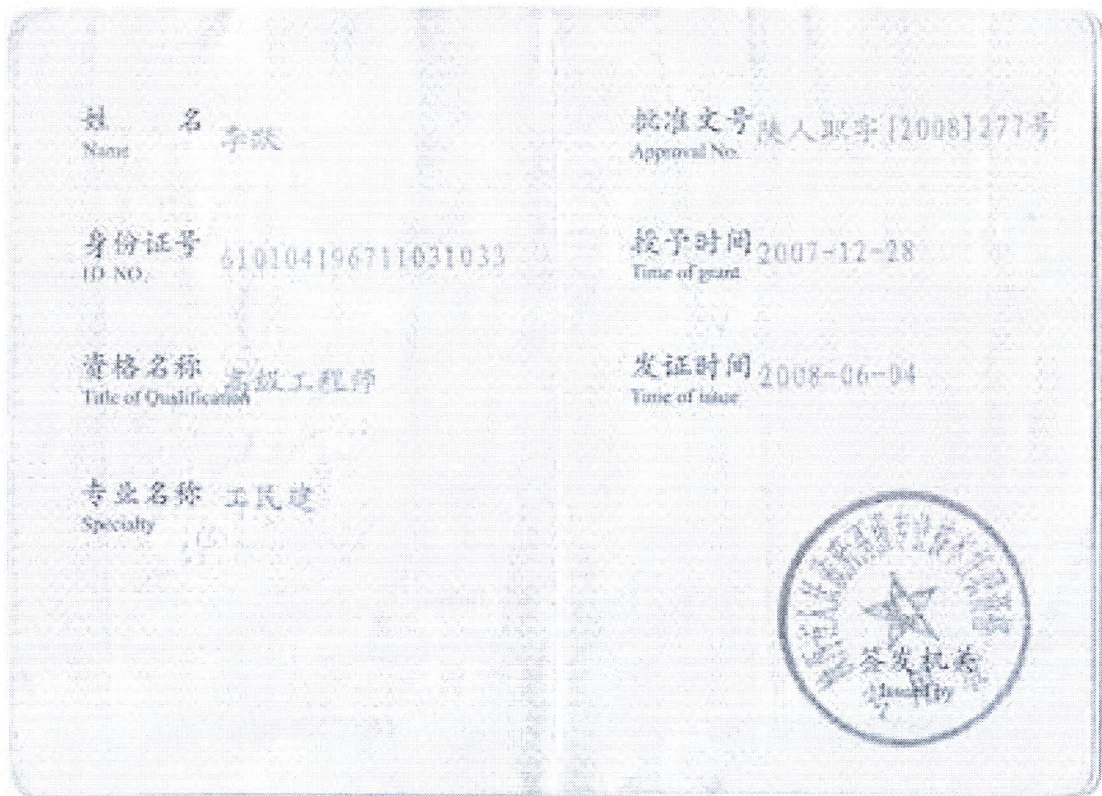 姓 名
Name
李跃
身份证号
ID NO.
610104196711031033
资格名称
Title of Qualification
高级工程师
专业名称
Specialty
工民建
批准文号
Approval No.
陕人职字[2008]277号
授予时间
Time of grant
2007-12-28
发证时间
Time of issue
2008-06-04
签发机关
Issued by